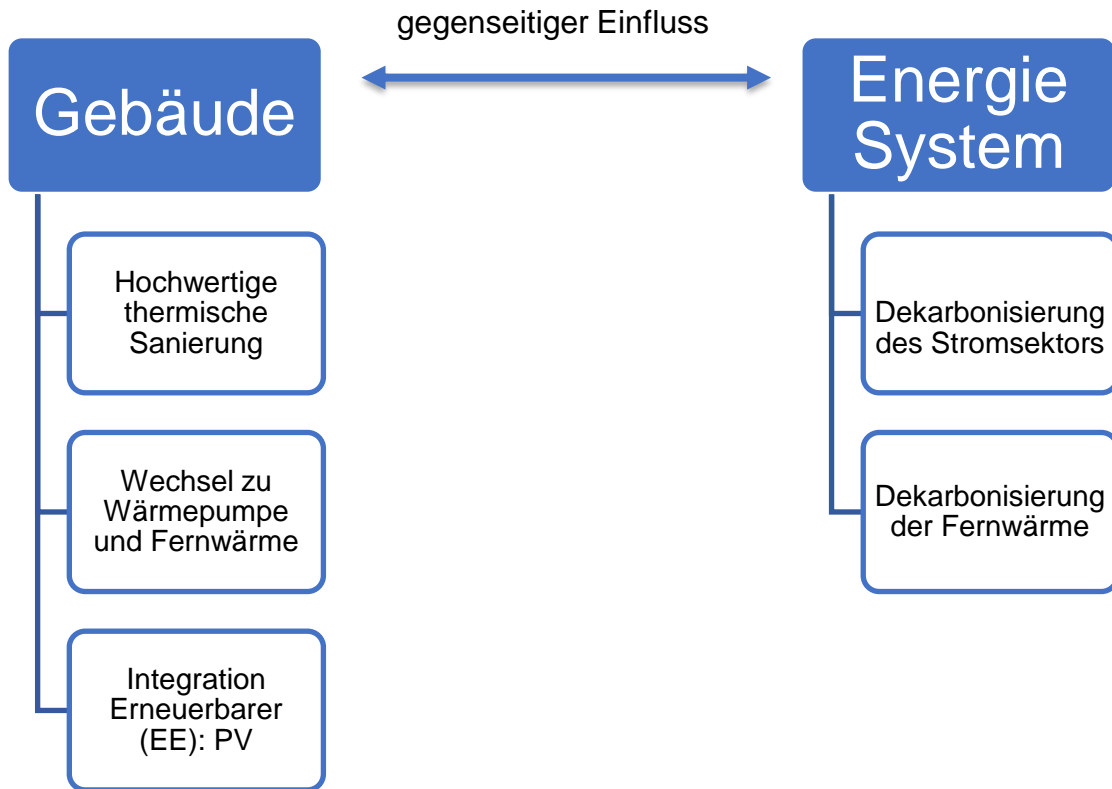 gegenseitiger Einfluss
Gebäude
Energie
System
Hochwertige
thermische
Sanierung
Wechsel zu
Wärmepumpe
und Fernwärme
Integration
Erneuerbarer
(EE): PV
Dekarbonisierung
des Stromsektors
Dekarbonisierung
der Fernwärme